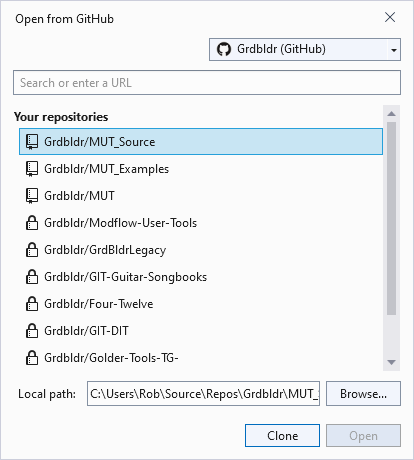 Open from GitHub
Grdbldr (GitHub)
Search or enter a URL
Your repositories
Grdbldr/MUT_Source
Grdbldr/MUT_Examples
Grdbldr/MUT
Grdbldr/Modflow-User-Tools
Grdbldr/GrdBldrLegacy
Grdbldr/GIT-Guitar-Songbooks
Grdbldr/Four-Twelve
Grdbldr/GIT-DIT
Grdbldr/Golder-Tools-TG-
Local path: C:\Users\Rob\Source\Repos\Grdbldr\MUT_ Browse...
Clone Open